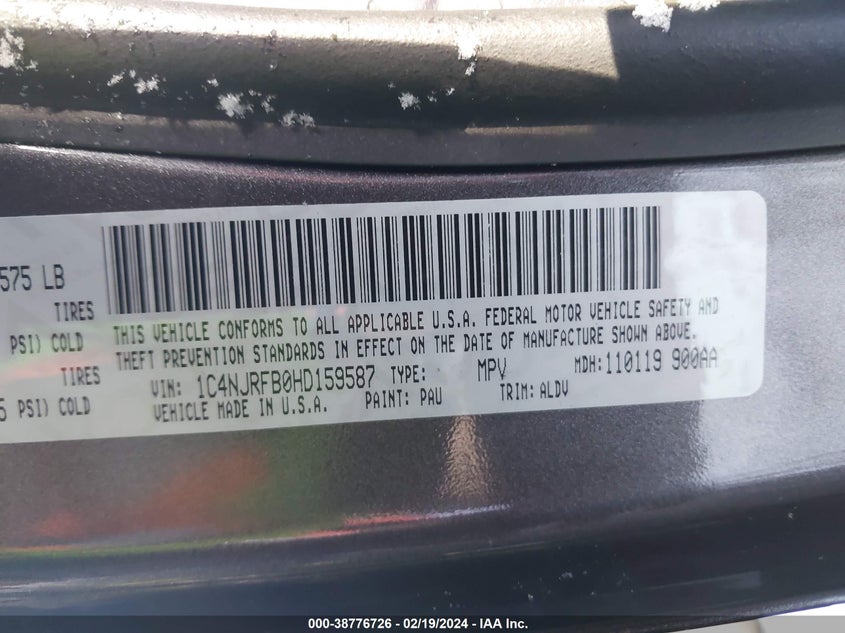 575 LB
TIRES
PSI) COLD
5 PSI) COLD
THIS VEHICLE CONFORMS TO ALL APPLICABLE U.S.A. FEDERAL MOTOR VEHICLE SAFETY AND
THEFT PREVENTION STANDARDS IN EFFECT ON THE DATE OF MANUFACTURE SHOWN ABOVE.
VIN: 1C4NJRFB0HD159587 TYPE: MPV MDH: 110119 900AA
VEHICLE MADE IN U.S.A. PAINT: PAU TRIM: ALDV
000-38776726 - 02/19/2024 - IAA Inc.